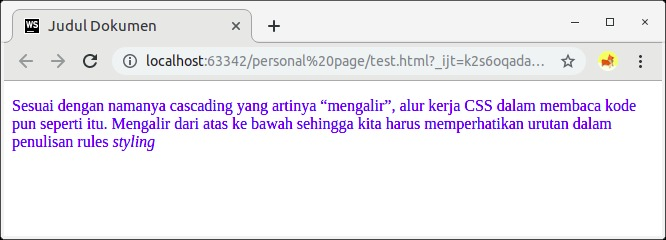 WS Judul Dokumen
localhost:63342/personal%20page/test.html?_ijt=k2s6oqada...
Sesuai dengan namanya cascading yang artinya “mengalir”, alur kerja CSS dalam membaca kode
pun seperti itu. Mengalir dari atas ke bawah sehingga kita harus memperhatikan urutan dalam
penulisan rules styling